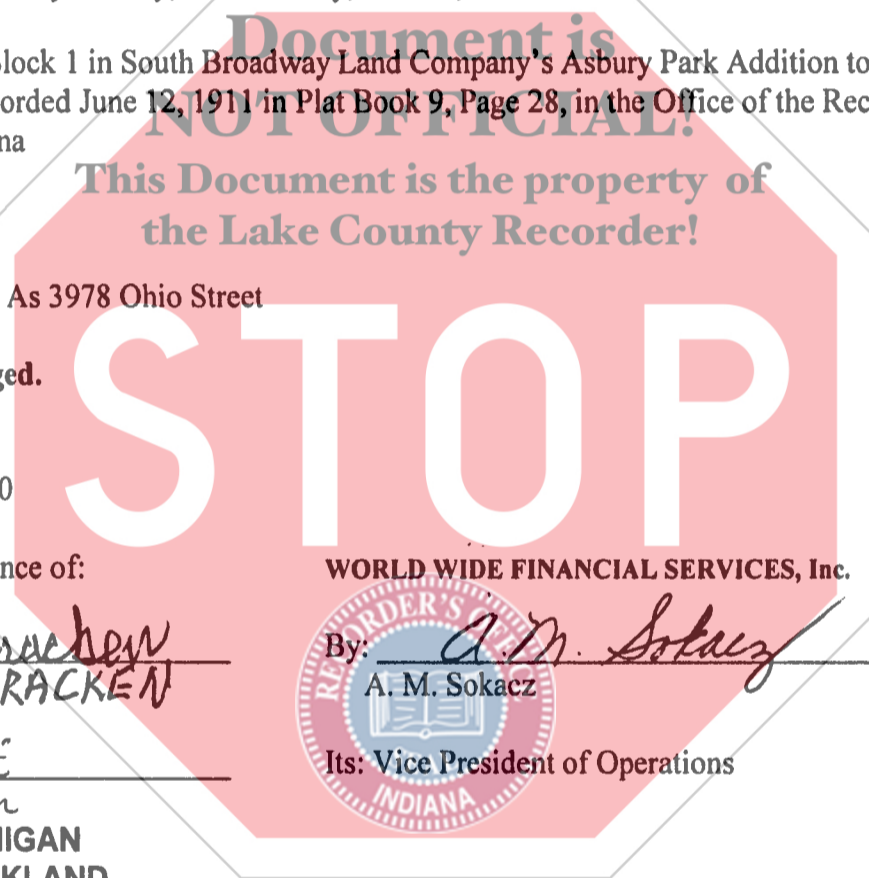 Document is
Block 1 in South Broadway Land Company's Asbury Park Addition to
orded June 12, 1911 in Plat Book 9, Page 28, in the Office of the Rec
NOT OFFICIAL!
na
This Document is the property of
the Lake County Recorder!
As 3978 Ohio Street
ged.
STOP
0
nce of:
WORLD WIDE FINANCIAL SERVICES, Inc.
RECORDER'S OFFICE
By: A. M. Sokacz
RACKEN
A. M. Sokacz
Its: Vice President of Operations
INDIANA
HIGAN
KLAND